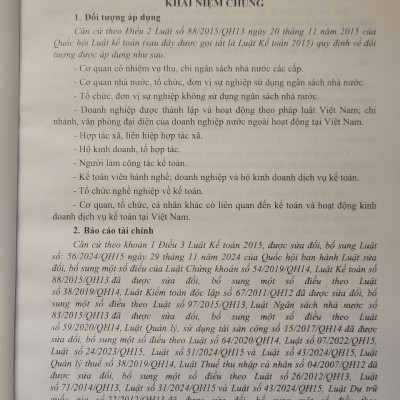 KHÁI NIỆM CHUNG
1. Đối tượng áp dụng
Căn cứ theo Điều 2 Luật số 88/2015/QH13 ngày 20 tháng 11 năm 2015 của
Quốc hội Luật kế toán (sau đây được gọi tắt là Luật Kế toán 2015) quy định về đối
tượng được áp dụng như sau
- Cơ quan có nhiệm vụ thu, chi ngân sách nhà nước các cấp.
- Cơ quan nhà nước, tổ chức, đơn vị sự nghiệp sử dụng ngân sách nhà nước.
- Tổ chức, đơn vị sự nghiệp không sử dụng ngân sách nhà nước.
- Doanh nghiệp được thành lập và hoạt động theo pháp luật Việt Nam; chi
nhánh, văn phòng đại diện của doanh nghiệp nước ngoài hoạt động tại Việt Nam.
- Hợp tác xã, liên hiệp hợp tác xã.
- Hộ kinh doanh, tổ hợp tác.
- Người làm công tác kế toán.
- Kế toán viên hành nghề; doanh nghiệp và hộ kinh doanh dịch vụ kế toán.
- Tổ chức nghề nghiệp về kế toán.
- Cơ quan, tổ chức, cá nhân khác có liên quan đến kế toán và hoạt động kinh
doanh dịch vụ kế toán tại Việt Nam.
2. Báo cáo tài chính
Căn cứ theo khoản 1 Điều 3 Luật Kế toán 2015, được sửa đổi, bổ sung Luật
số: 56/2024/QH15 ngày 29 tháng 11 năm 2024 của Quốc hội ban hành Luật sửa
đổi, bổ sung một số điều của Luật Chứng khoán số 54/2019/QH14, Luật Kế toán số
88/2015/QH13 đã được sửa đổi, bổ sung một số điều theo Luật
số 38/2019/QH14, Luật Kiểm toán độc lập số 67/2011/QH12 đã được sửa đổi, bổ
sung một số điều theo Luật số 97/2015/QH13, Luật Ngân sách nhà nước số
83/2015/QH13 đã được sửa đổi, bổ sung một số điều theo Luật
số 59/2020/QH14, Luật Quản lý, sử dụng tài sản công số 15/2017/QH14 đã được
sửa đổi, bổ sung một số điều theo Luật số 64/2020/QH14, Luật số 07/2022/QH15,
Luật số 24/2023/QH15, Luật số 31/2024/QH15 và Luật số 43/2024/QH15, Luật
Quản lý thuế số 38/2019/QH14, Luật Thuế thu nhập cá nhân số 04/2007/QH12 đã
được sửa đổi, bổ sung một số điều theo Luật số 26/2012/QH13, Luật
số 71/2014/QH13, Luật số 31/2024/QH15 và Luật số 43/2024/QH15, Luật Dự trữ
quốc gia số 22/2012/QH13 đã được sửa đổi, bổ sung một số điều theo